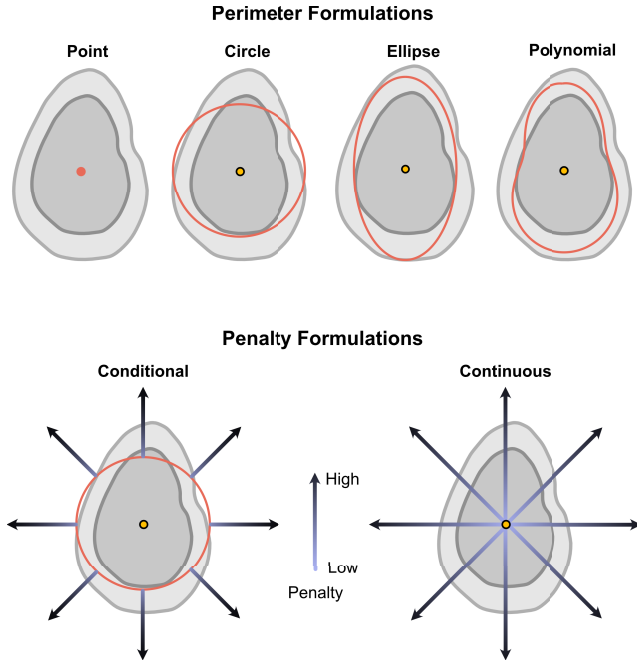 Perimeter Formulations
Point
Circle
Ellipse
Polynomial
Penalty Formulations
Conditional
Continuous
High
Low
Penalty